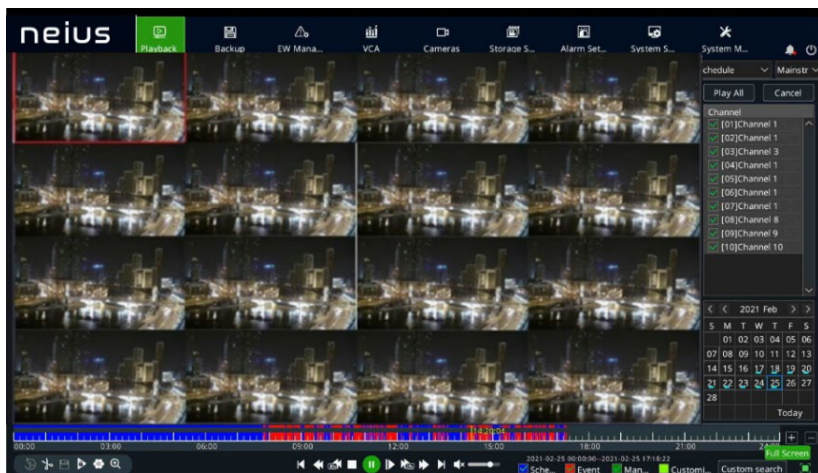 neius
Playback Backup EW Mana... VCA Cameras Storage S... Alarm Set... System S... System M...
chedule Mainstr
Play All Cancel
Channel
[01]Channel 1
[02]Channel 1
[03]Channel 3
[04]Channel 1
[05]Channel 1
[06]Channel 1
[07]Channel 1
[08]Channel 8
[09]Channel 9
[10]Channel 10
2021 Feb
S M T W T F S
01 02 03 04 05 06
07 08 09 10 11 12 13
14 15 16 17 18 19 20
21 22 23 24 25 26 27
28
Today
14:20:04
00:00 03:00 06:00 09:00 12:00 15:00 18:00 21:00 24:00
Full Screen
2021-02-25 00:00:00--2021-02-25 17:18:22
Sche... Event Man... Customi... Custom search